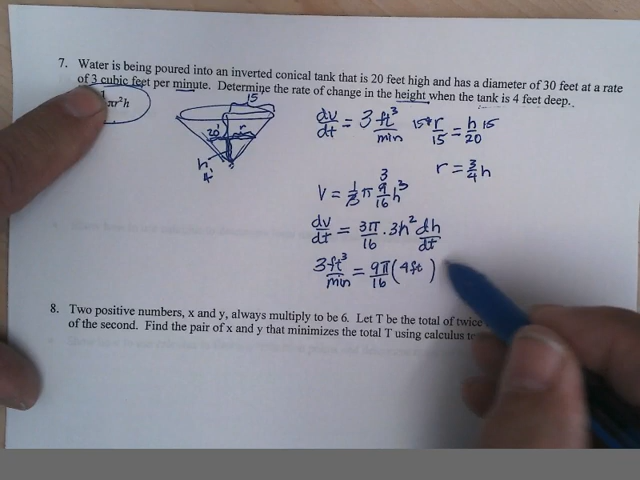 7. Water is being poured into an inverted conical tank that is 20 feet high and has a diameter of 30 feet at a rate
of 3 cubic feet per minute. Determine the rate of change in the height when the tank is 4 feet deep.
πr²h
15
20
r
h
4
dv/dt = 3 ft³/min
15• r/15 = h/20 15
r = 3/4 h
V = 1/3 π 9/16 h³
3
dv/dt = 3π/16 · 3h² dh/dt
3 ft³/min = 9π/16 (4ft )
8. Two positive numbers, x and y, always multiply to be 6. Let T be the total of twice
of the second. Find the pair of x and y that minimizes the total T using calculus